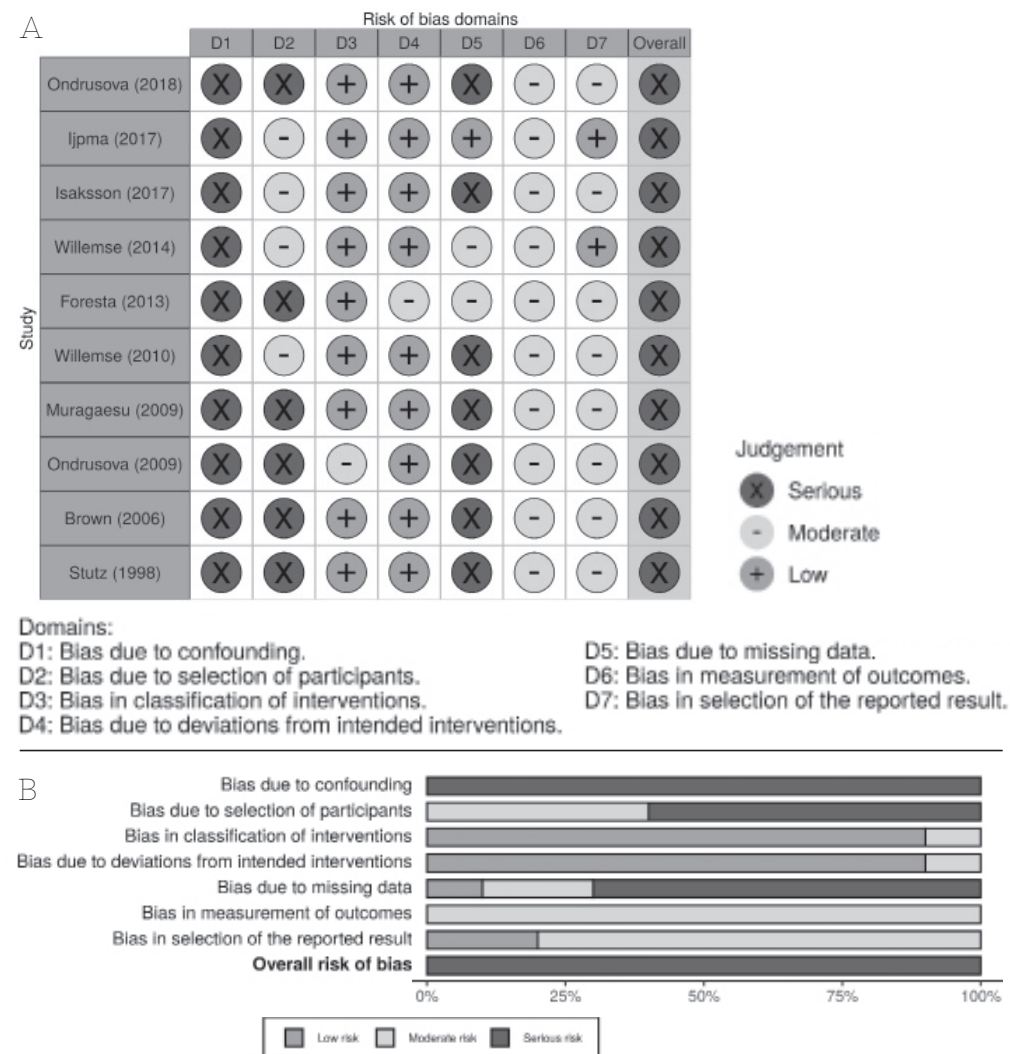 A
Risk of bias domains
D1 D2 D3 D4 D5 D6 D7 Overall
Study
Ondrusova (2018) X X + + X - - X
Ijpma (2017) X - + + + - + X
Isaksson (2017) X - + + X - - X
Willemse (2014) X - + + - - + X
Foresta (2013) X X + - - - - X
Willemse (2010) X - + + X - - X
Muragaesu (2009) X X + + X - - X
Ondrusova (2009) X X - + X - - X
Brown (2006) X X + + X - - X
Stutz (1998) X X + + X - - X
Judgement
X Serious
- Moderate
+ Low
Domains:
D1: Bias due to confounding.
D2: Bias due to selection of participants.
D3: Bias in classification of interventions.
D4: Bias due to deviations from intended interventions.
D5: Bias due to missing data.
D6: Bias in measurement of outcomes.
D7: Bias in selection of the reported result.
B
Bias due to confounding
Bias due to selection of participants
Bias in classification of interventions
Bias due to deviations from intended interventions
Bias due to missing data
Bias in measurement of outcomes
Bias in selection of the reported result
Overall risk of bias
0% 25% 50% 75% 100%
Low risk Moderate risk Serious risk